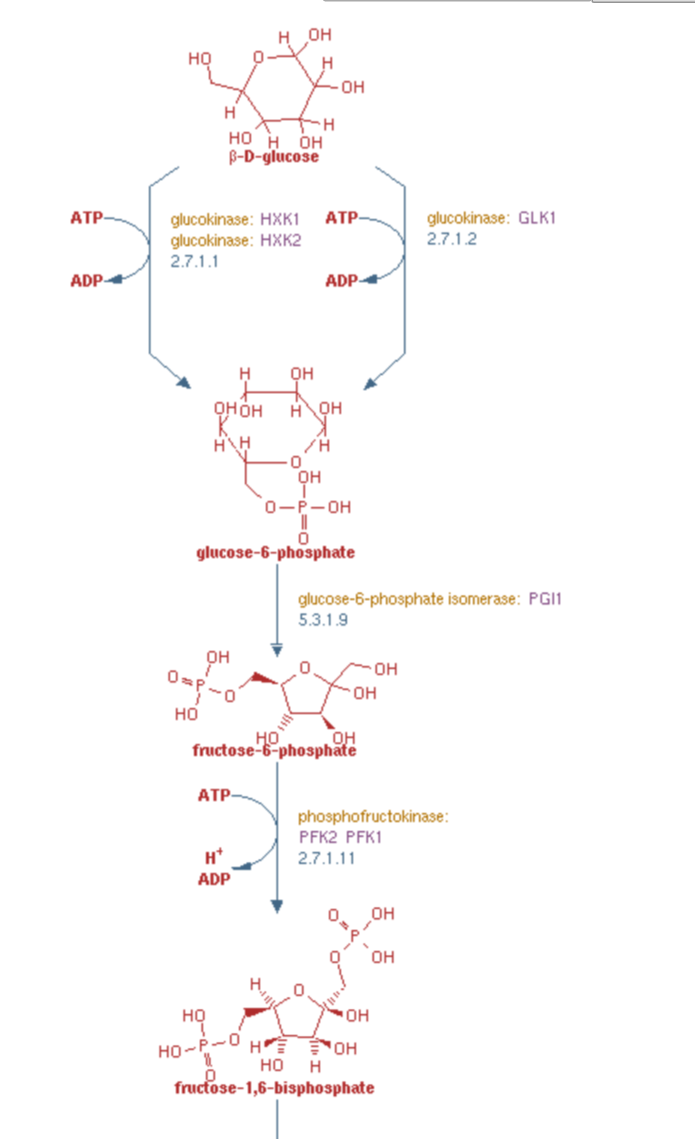 H OH
HO O H
OH
H H
HO H OH
β-D-glucose
ATP
glucokinase: HXK1
glucokinase: HXK2
2.7.1.1
ADP
ATP
glucokinase: GLK1
2.7.1.2
ADP
H OH
OH OH H OH
H H H
O
OH
O P OH
O
glucose-6-phosphate
glucose-6-phosphate isomerase: PGI1
5.3.1.9
OH O OH
O P OH
O
HO
HO OH
fructose-6-phosphate
ATP
phosphofructokinase:
PFK2 PFK1
2.7.1.11
H+
ADP
O OH
P
O OH
H O
HO OH
HO P O H OH
O HO H
fructose-1,6-bisphosphate